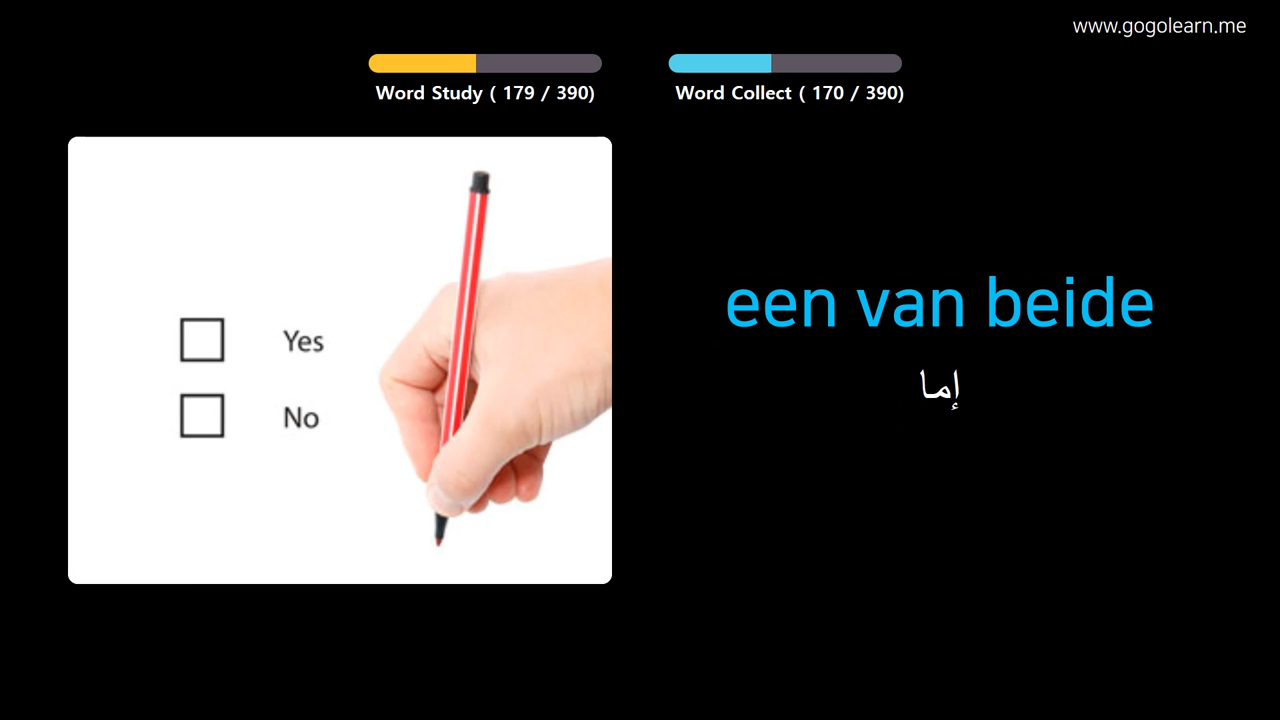 www.gogolearn.me
Word Study ( 179 / 390)
Word Collect ( 170 / 390)
Yes
No
een van beide
إما